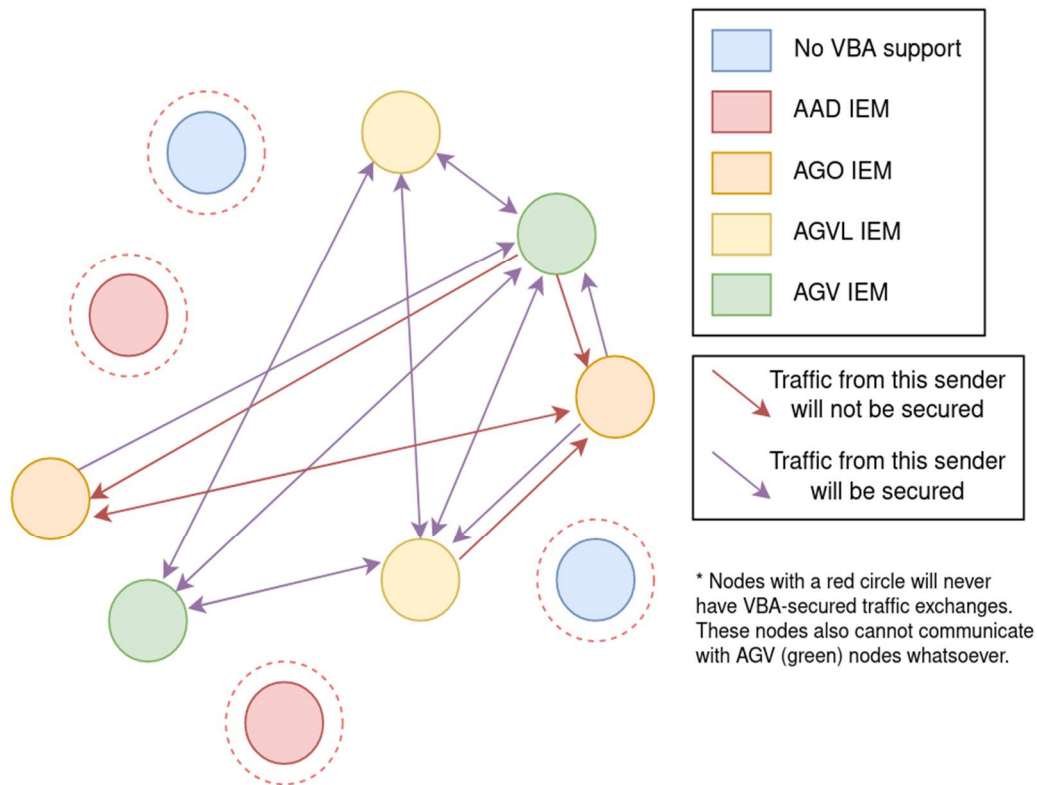 No VBA support
AAD IEM
AGO IEM
AGVL IEM
AGV IEM
Traffic from this sender
will not be secured
Traffic from this sender
will be secured
* Nodes with a red circle will never
have VBA-secured traffic exchanges.
These nodes also cannot communicate
with AGV (green) nodes whatsoever.